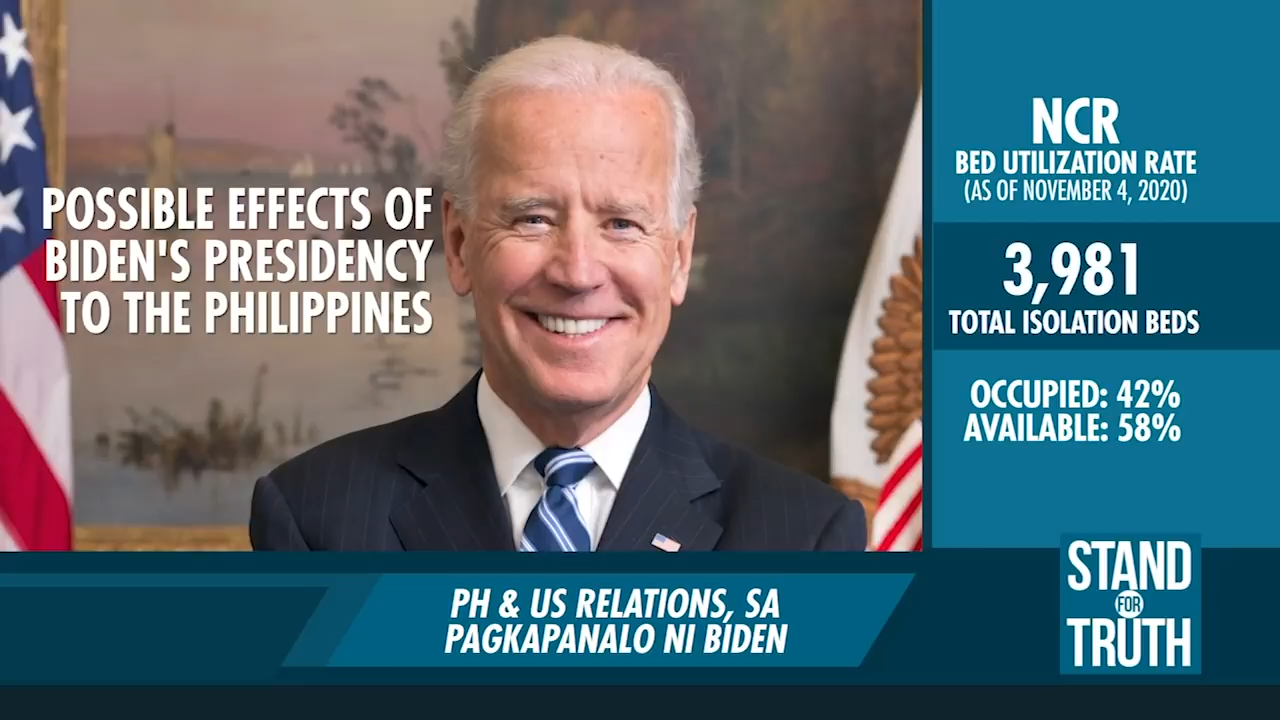 POSSIBLE EFFECTS OF
BIDEN'S PRESIDENCY
TO THE PHILIPPINES
NCR
BED UTILIZATION RATE
(AS OF NOVEMBER 4, 2020)
3,981
TOTAL ISOLATION BEDS
OCCUPIED: 42%
AVAILABLE: 58%
PH & US RELATIONS, SA
PAGKAPANALO NI BIDEN
STAND
FOR
TRUTH